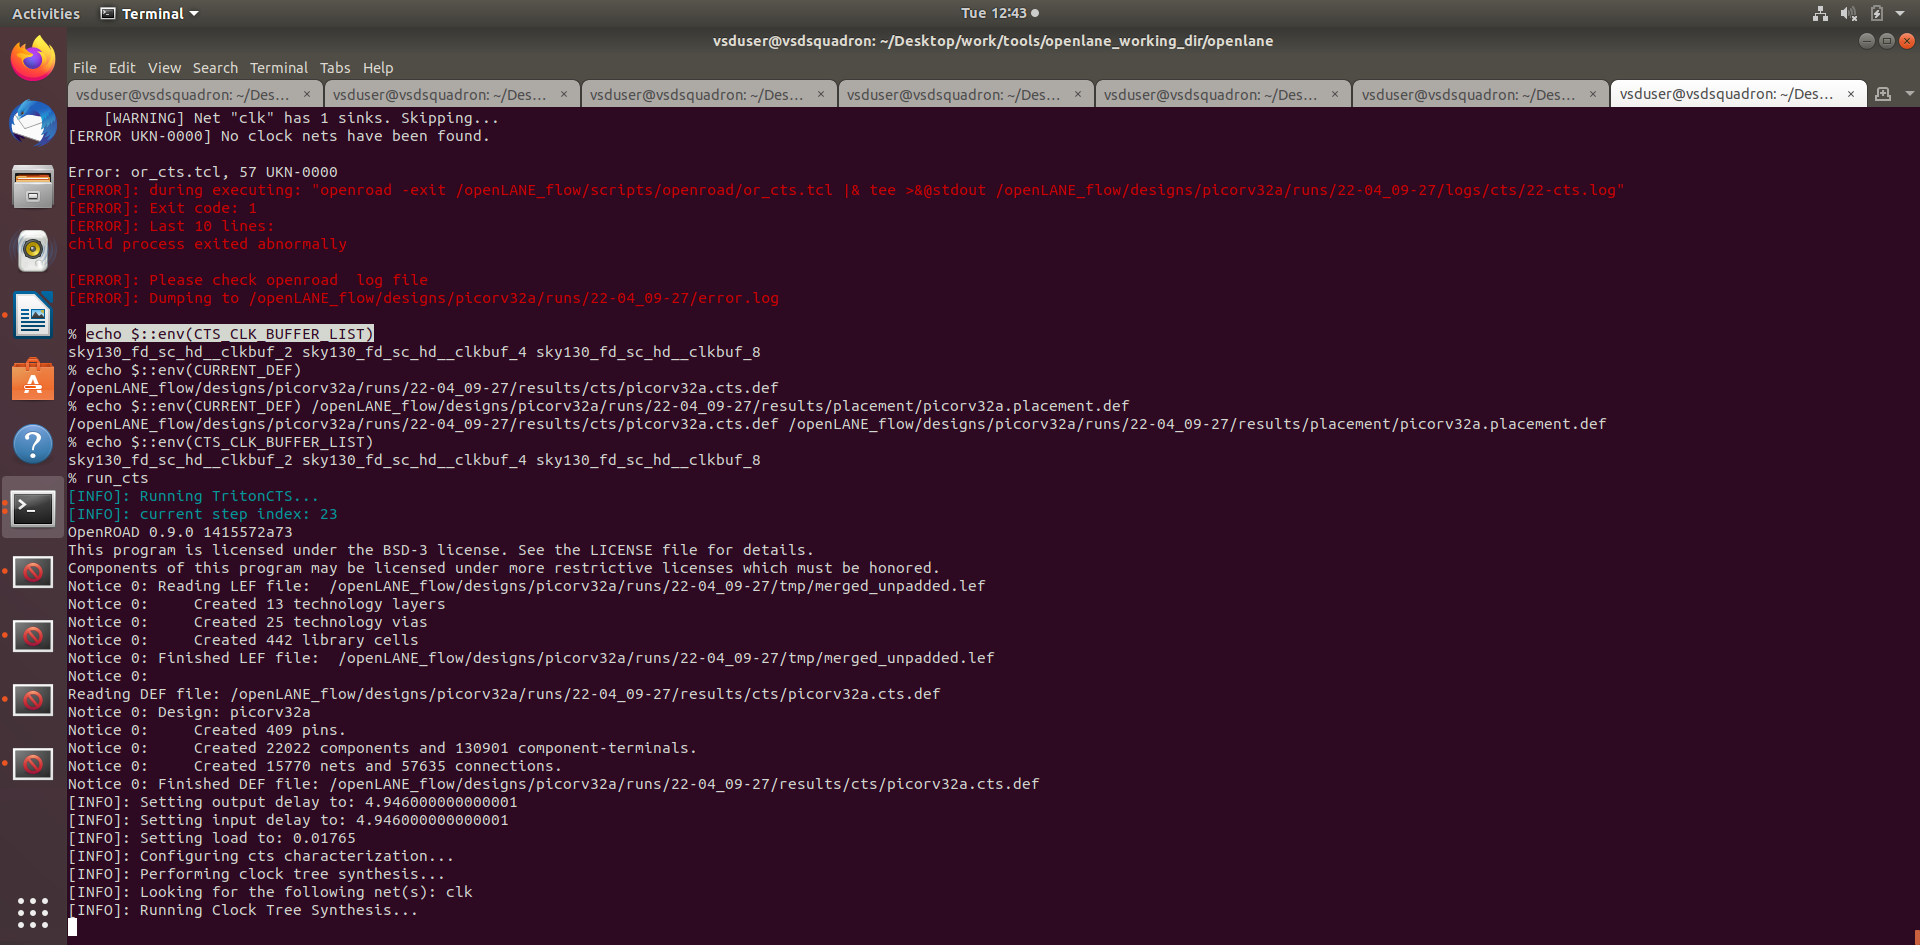 Activities Terminal Tue 12:43
vsduser@vsdsquadron: ~/Desktop/work/tools/openlane_working_dir/openlane
File Edit View Search Terminal Tabs Help
vsduser@vsdsquadron: ~/Des... × vsduser@vsdsquadron: ~/Des... × vsduser@vsdsquadron: ~/Des... × vsduser@vsdsquadron: ~/Des... × vsduser@vsdsquadron: ~/Des... × vsduser@vsdsquadron: ~/Des... × vsduser@vsdsquadron: ~/Des... ×
[WARNING] Net "clk" has 1 sinks. Skipping...
[ERROR UKN-0000] No clock nets have been found.
Error: or_cts.tcl, 57 UKN-0000
[ERROR]: during executing: "openroad -exit /openLANE_flow/scripts/openroad/or_cts.tcl |& tee >&@stdout /openLANE_flow/designs/picorv32a/runs/22-04_09-27/logs/cts/22-cts.log"
[ERROR]: Exit code: 1
[ERROR]: Last 10 lines:
child process exited abnormally
[ERROR]: Please check openroad  log file
[ERROR]: Dumping to /openLANE_flow/designs/picorv32a/runs/22-04_09-27/error.log
% echo $::env(CTS_CLK_BUFFER_LIST)
sky130_fd_sc_hd__clkbuf_2 sky130_fd_sc_hd__clkbuf_4 sky130_fd_sc_hd__clkbuf_8
% echo $::env(CURRENT_DEF)
/openLANE_flow/designs/picorv32a/runs/22-04_09-27/results/cts/picorv32a.cts.def
% echo $::env(CURRENT_DEF) /openLANE_flow/designs/picorv32a/runs/22-04_09-27/results/placement/picorv32a.placement.def
/openLANE_flow/designs/picorv32a/runs/22-04_09-27/results/cts/picorv32a.cts.def /openLANE_flow/designs/picorv32a/runs/22-04_09-27/results/placement/picorv32a.placement.def
% echo $::env(CTS_CLK_BUFFER_LIST)
sky130_fd_sc_hd__clkbuf_2 sky130_fd_sc_hd__clkbuf_4 sky130_fd_sc_hd__clkbuf_8
% run_cts
[INFO]: Running TritonCTS...
[INFO]: current step index: 23
OpenROAD 0.9.0 1415572a73
This program is licensed under the BSD-3 license. See the LICENSE file for details.
Components of this program may be licensed under more restrictive licenses which must be honored.
Notice 0: Reading LEF file:  /openLANE_flow/designs/picorv32a/runs/22-04_09-27/tmp/merged_unpadded.lef
Notice 0:     Created 13 technology layers
Notice 0:     Created 25 technology vias
Notice 0:     Created 442 library cells
Notice 0: Finished LEF file:  /openLANE_flow/designs/picorv32a/runs/22-04_09-27/tmp/merged_unpadded.lef
Notice 0:
Reading DEF file: /openLANE_flow/designs/picorv32a/runs/22-04_09-27/results/cts/picorv32a.cts.def
Notice 0: Design: picorv32a
Notice 0:     Created 409 pins.
Notice 0:     Created 22022 components and 130901 component-terminals.
Notice 0:     Created 15770 nets and 57635 connections.
Notice 0: Finished DEF file: /openLANE_flow/designs/picorv32a/runs/22-04_09-27/results/cts/picorv32a.cts.def
[INFO]: Setting output delay to: 4.946000000000001
[INFO]: Setting input delay to: 4.946000000000001
[INFO]: Setting load to: 0.01765
[INFO]: Configuring cts characterization...
[INFO]: Performing clock tree synthesis...
[INFO]: Looking for the following net(s): clk
[INFO]: Running Clock Tree Synthesis...